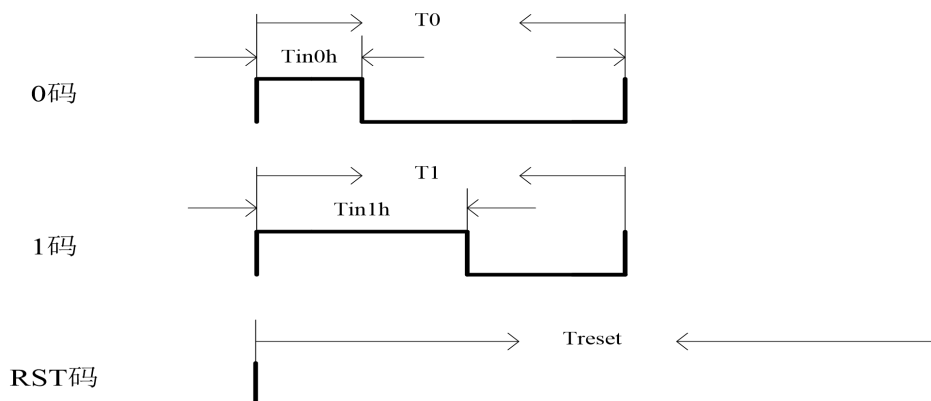 T0
Tin0h
0码
T1
Tin1h
1码
Treset
RST码